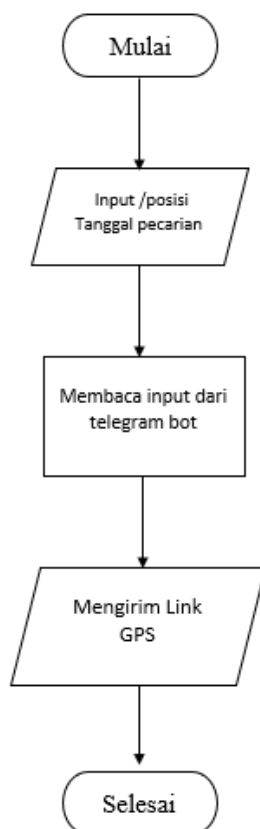 Mulai
Input /posisi
Tanggal pecarian
Membaca input dari
telegram bot
Mengirim Link
GPS
Selesai